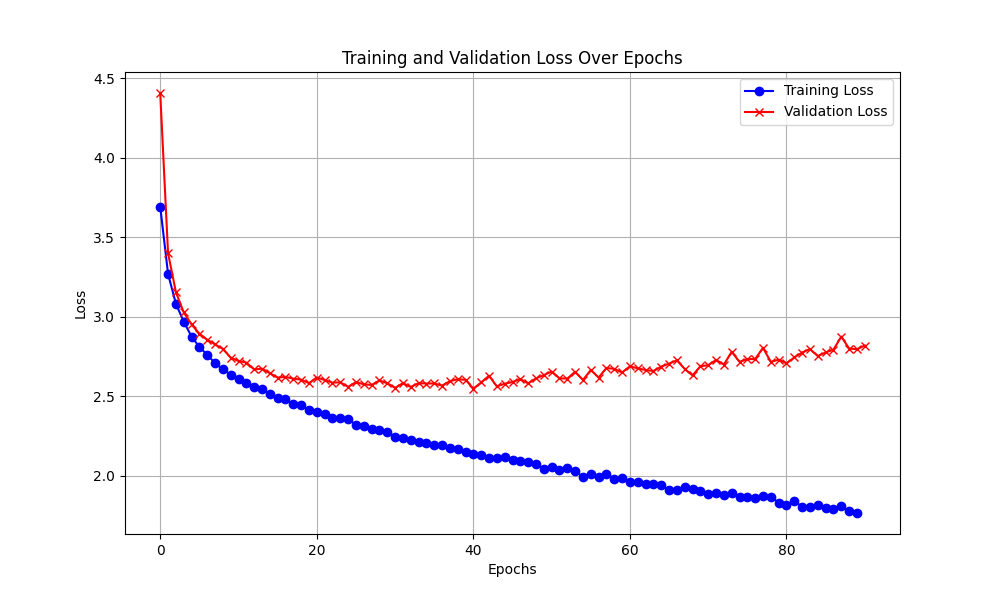 Training and Validation Loss Over Epochs
Training Loss
Validation Loss
4.5
4.0
3.5
3.0
2.5
2.0
Loss
0 20 40 60 80
Epochs